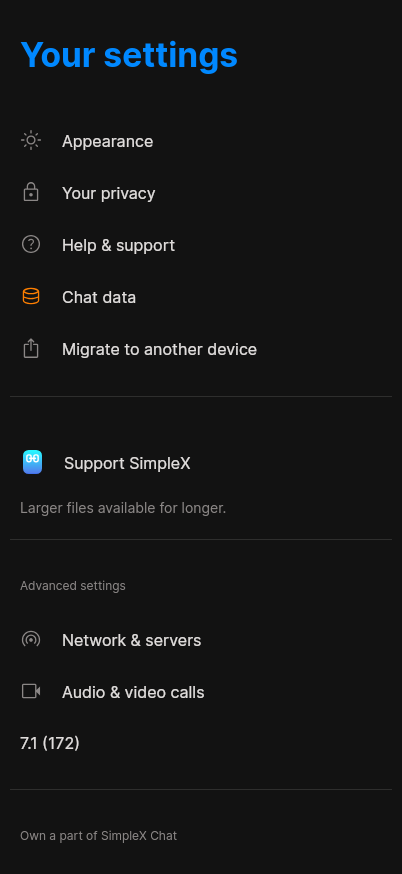 Your settings
Appearance
Your privacy
Help & support
Chat data
Migrate to another device
Support SimpleX
Larger files available for longer.
Advanced settings
Network & servers
Audio & video calls
7.1 (172)
Own a part of SimpleX Chat